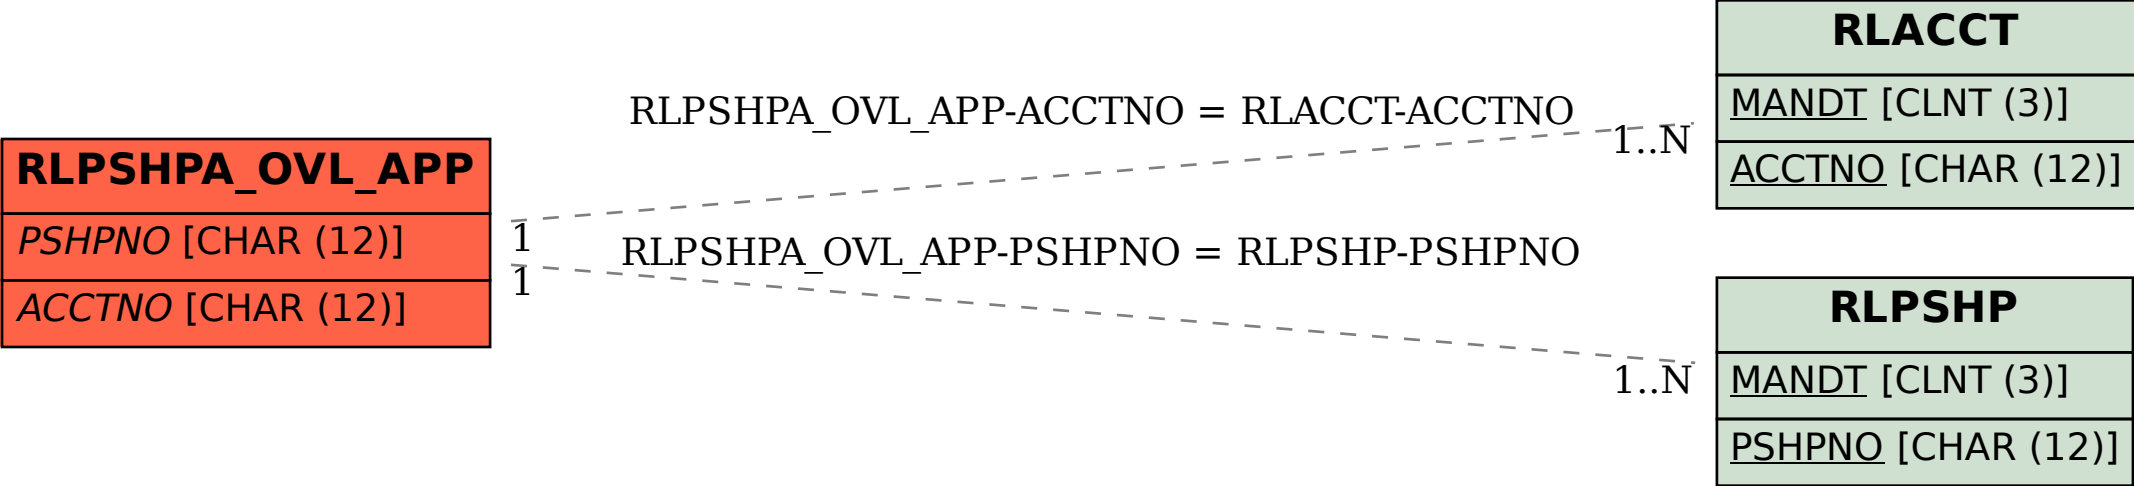 RLPSHPA_OVL_APP
PSHPNO [CHAR (12)]
ACCTNO [CHAR (12)]
RLPSHPA_OVL_APP-ACCTNO = RLACCT-ACCTNO
1
1..N
RLPSHPA_OVL_APP-PSHPNO = RLPSHP-PSHPNO
1
1..N
RLACCT
MANDT [CLNT (3)]
ACCTNO [CHAR (12)]
RLPSHP
MANDT [CLNT (3)]
PSHPNO [CHAR (12)]